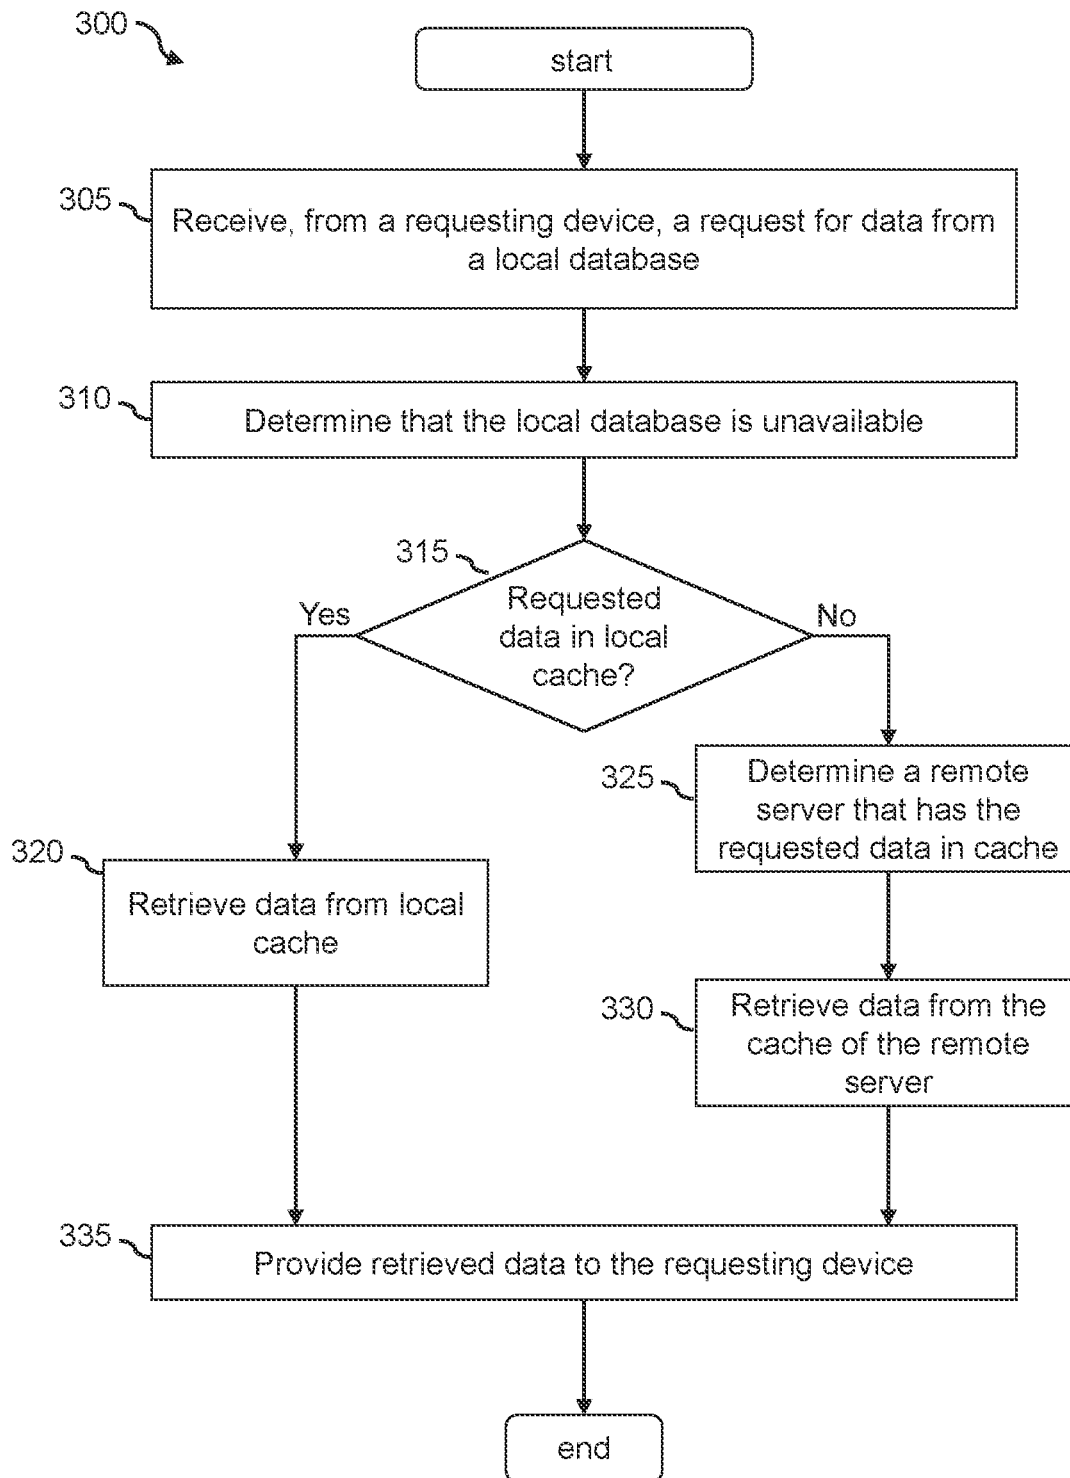 300
start
305
Receive, from a requesting device, a request for data from
a local database
310
Determine that the local database is unavailable
315
Requested
data in local
cache?
Yes
No
325
Determine a remote
server that has the
requested data in cache
320
Retrieve data from local
cache
330
Retrieve data from the
cache of the remote
server
335
Provide retrieved data to the requesting device
end